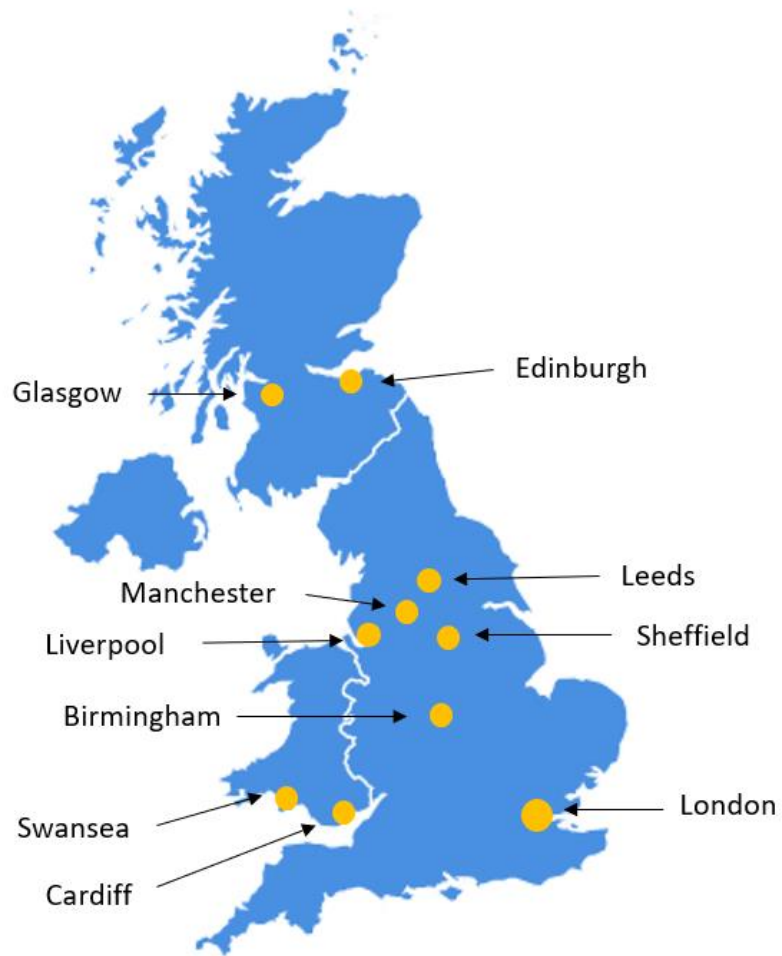 Edinburgh
Glasgow
Leeds
Manchester
Sheffield
Liverpool
Birmingham
London
Swansea
Cardiff